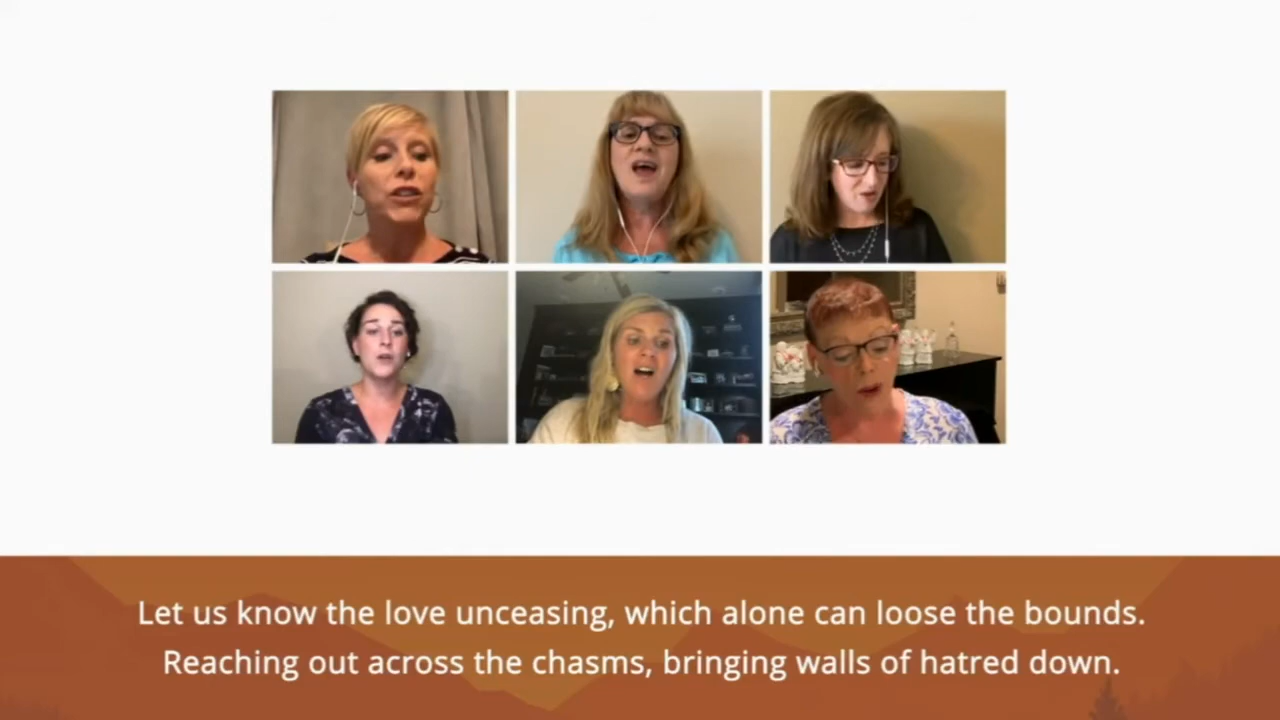 Let us know the love unceasing, which alone can loose the bounds.
Reaching out across the chasms, bringing walls of hatred down.